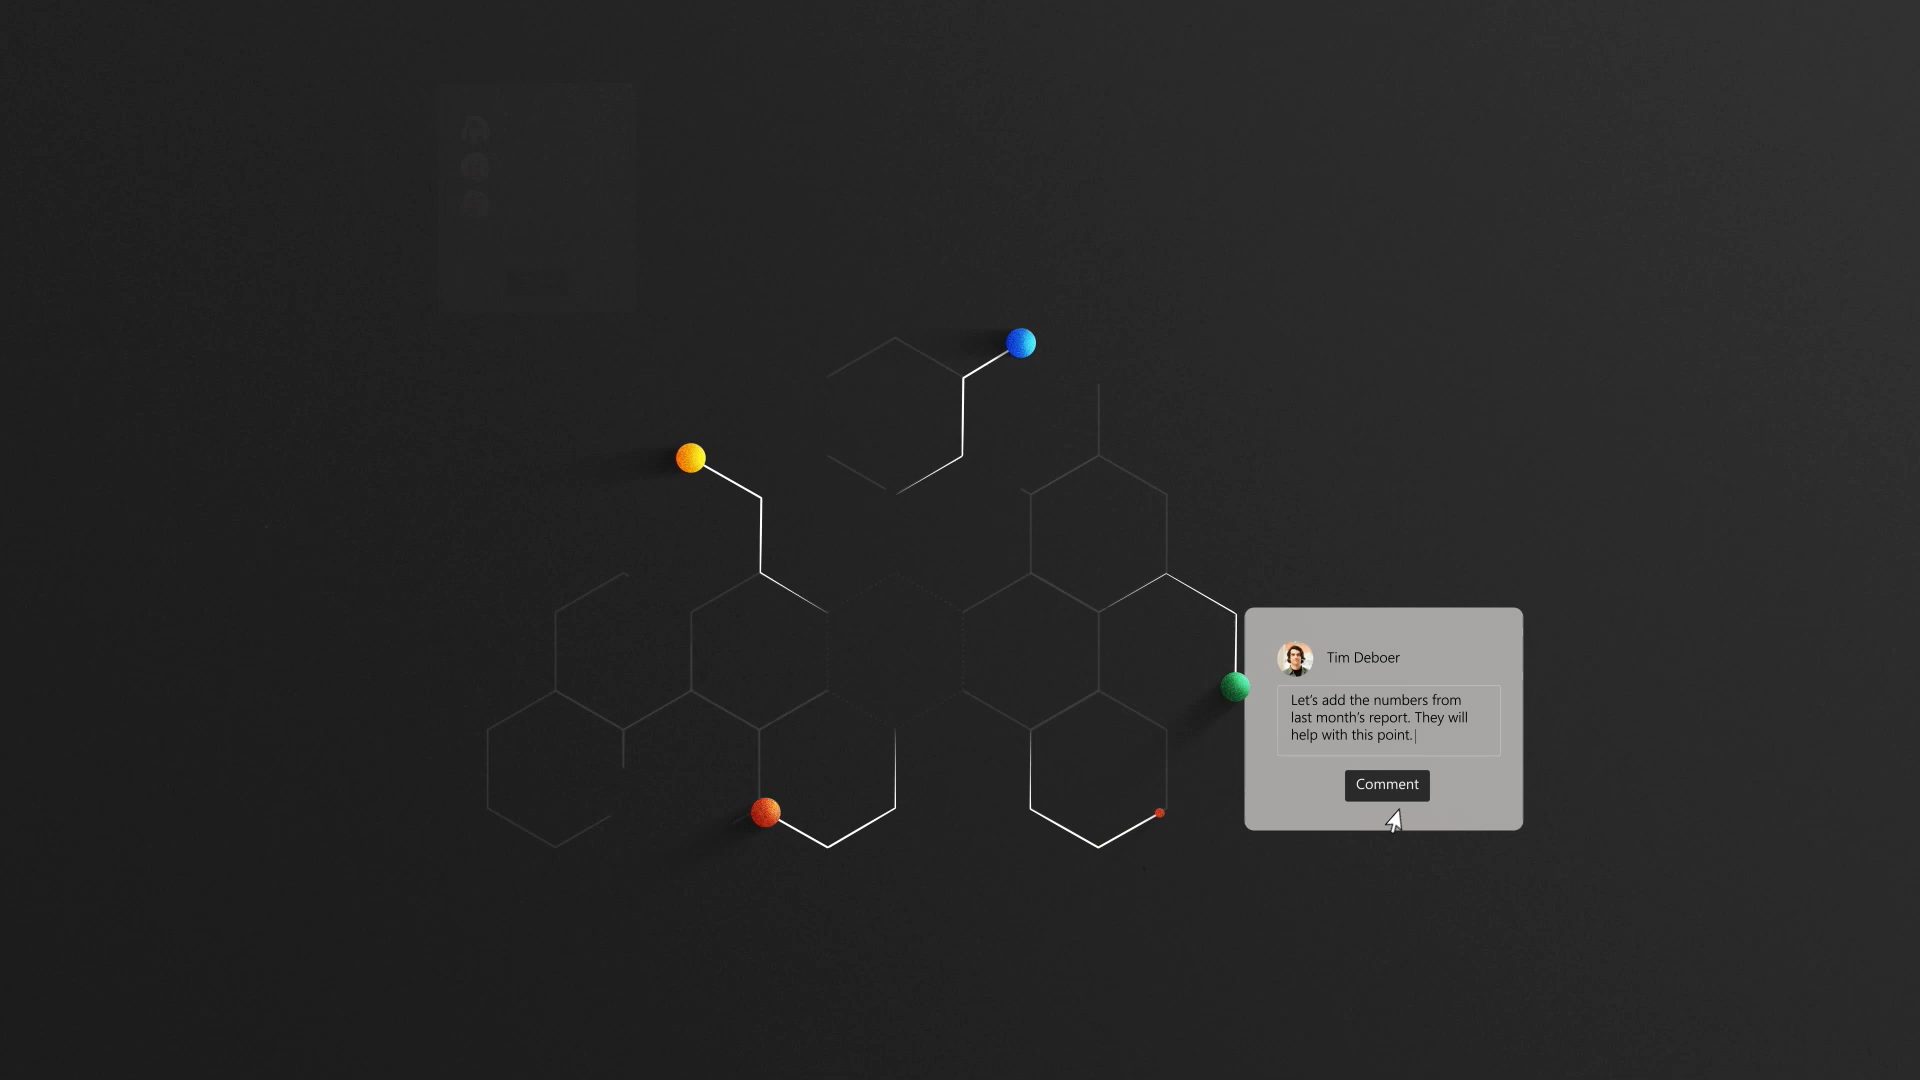 Tim Deboer
Let’s add the numbers from
last month’s report. They will
help with this point.
Comment